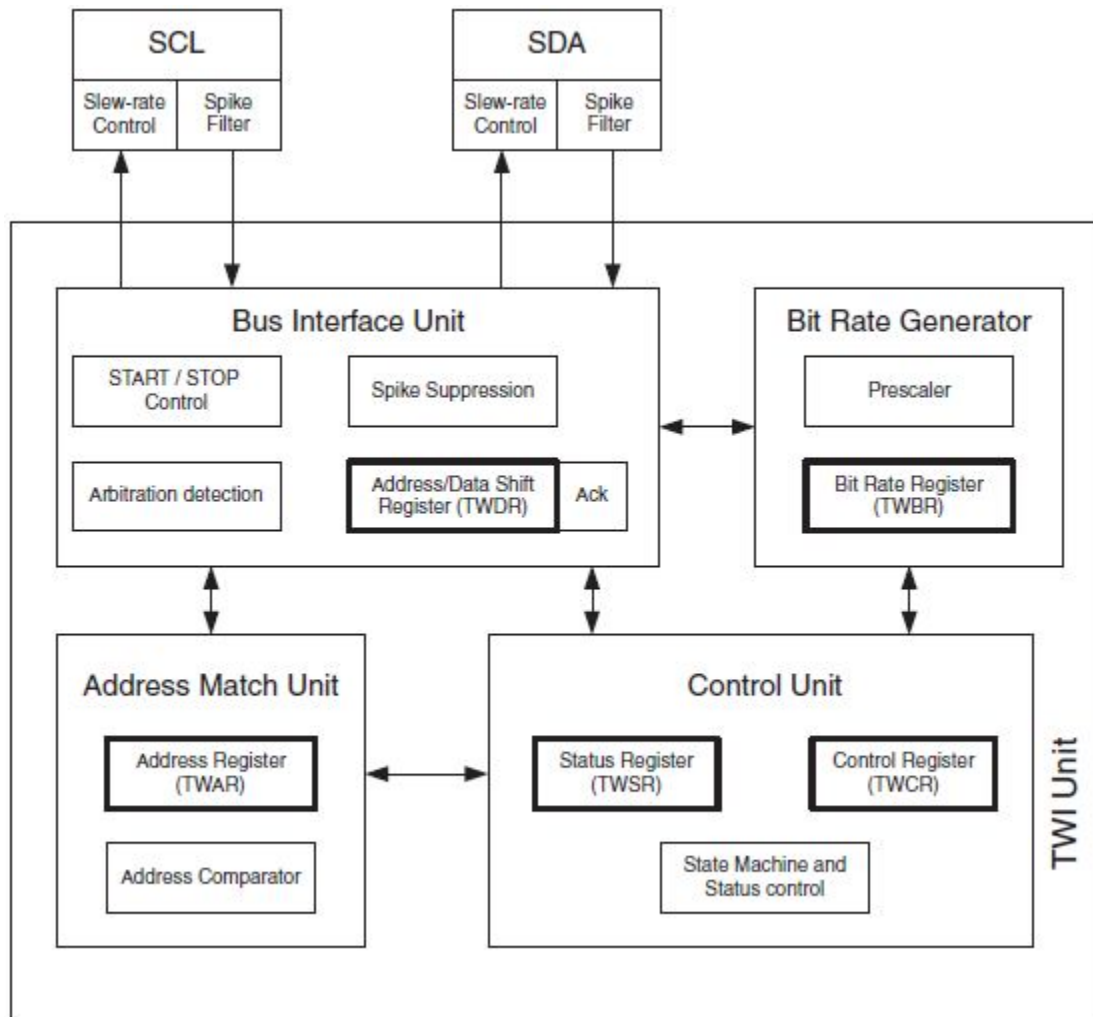 SCL
Slew-rate
Control
Spike
Filter
SDA
Slew-rate
Control
Spike
Filter
Bus Interface Unit
START / STOP
Control
Spike Suppression
Arbitration detection
Address/Data Shift
Register (TWDR)
Ack
Bit Rate Generator
Prescaler
Bit Rate Register
(TWBR)
Address Match Unit
Address Register
(TWAR)
Address Comparator
Control Unit
Status Register
(TWSR)
Control Register
(TWCR)
State Machine and
Status control
TWI Unit